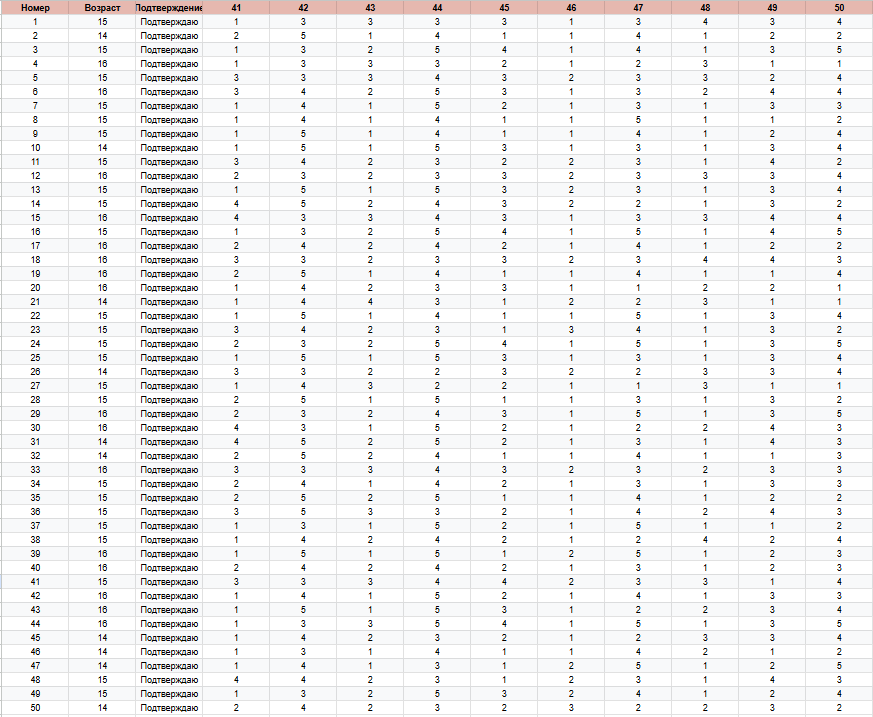 Номер Возраст Подтверждение 41 42 43 44 45 46 47 48 49 50
1 15 Подтверждаю 1 3 3 3 3 1 3 4 3 4
2 14 Подтверждаю 2 5 1 4 1 1 4 1 2 2
3 15 Подтверждаю 1 3 2 5 4 1 4 1 3 5
4 16 Подтверждаю 1 3 3 3 2 1 2 3 1 1
5 16 Подтверждаю 3 3 3 4 3 2 3 3 2 4
6 16 Подтверждаю 3 4 2 5 3 1 3 2 4 4
7 15 Подтверждаю 1 4 1 5 2 1 3 1 3 3
8 15 Подтверждаю 1 4 1 4 1 1 5 1 1 2
9 15 Подтверждаю 1 5 1 4 1 1 4 1 2 4
10 14 Подтверждаю 1 5 1 5 3 1 3 1 3 4
11 15 Подтверждаю 3 4 2 3 2 2 3 1 4 2
12 16 Подтверждаю 2 3 2 3 3 2 3 3 3 4
13 15 Подтверждаю 1 5 1 5 3 2 3 1 3 4
14 15 Подтверждаю 4 5 2 4 3 2 2 1 3 2
15 16 Подтверждаю 4 3 3 4 3 1 3 3 4 4
16 15 Подтверждаю 1 3 2 5 4 1 5 1 4 5
17 16 Подтверждаю 2 4 2 4 2 1 4 1 2 2
18 16 Подтверждаю 3 3 2 3 3 2 3 4 4 3
19 16 Подтверждаю 2 5 1 4 1 1 4 1 1 4
20 16 Подтверждаю 1 4 2 3 3 1 1 2 2 1
21 14 Подтверждаю 1 4 4 3 1 2 2 3 1 1
22 15 Подтверждаю 1 5 1 4 1 1 5 1 3 4
23 15 Подтверждаю 3 4 2 3 1 3 4 1 3 2
24 15 Подтверждаю 2 3 2 5 4 1 5 1 3 5
25 15 Подтверждаю 1 5 1 5 3 1 3 1 3 4
26 14 Подтверждаю 3 3 2 2 3 2 2 3 3 4
27 15 Подтверждаю 1 4 3 2 2 1 1 3 1 1
28 15 Подтверждаю 2 5 1 5 1 1 3 1 3 2
29 16 Подтверждаю 2 3 2 4 3 1 5 1 3 5
30 16 Подтверждаю 4 3 1 5 2 1 2 2 4 3
31 14 Подтверждаю 4 5 2 5 2 1 3 1 4 3
32 14 Подтверждаю 2 5 2 4 1 1 4 1 1 3
33 16 Подтверждаю 3 3 3 4 3 2 3 2 3 3
34 15 Подтверждаю 2 4 1 4 2 1 3 1 3 3
35 15 Подтверждаю 2 5 2 5 1 1 4 1 2 2
36 15 Подтверждаю 3 5 3 3 2 1 4 2 4 3
37 15 Подтверждаю 1 3 1 5 2 1 5 1 1 2
38 15 Подтверждаю 1 4 2 4 2 1 2 4 2 4
39 16 Подтверждаю 1 5 1 5 1 2 5 1 2 3
40 16 Подтверждаю 2 4 2 4 2 1 3 1 2 3
41 15 Подтверждаю 3 3 3 4 4 2 3 3 1 4
42 16 Подтверждаю 1 4 1 5 2 1 4 1 3 3
43 16 Подтверждаю 1 5 1 5 3 1 2 2 3 4
44 16 Подтверждаю 1 3 3 5 4 1 5 1 3 5
45 14 Подтверждаю 1 4 2 3 2 1 2 3 3 4
46 14 Подтверждаю 1 3 1 4 1 1 4 2 1 2
47 14 Подтверждаю 1 4 1 3 1 2 5 1 2 5
48 15 Подтверждаю 4 4 2 3 1 2 3 1 4 3
49 15 Подтверждаю 1 3 2 5 3 2 4 1 2 4
50 14 Подтверждаю 2 4 2 3 2 3 2 2 3 2